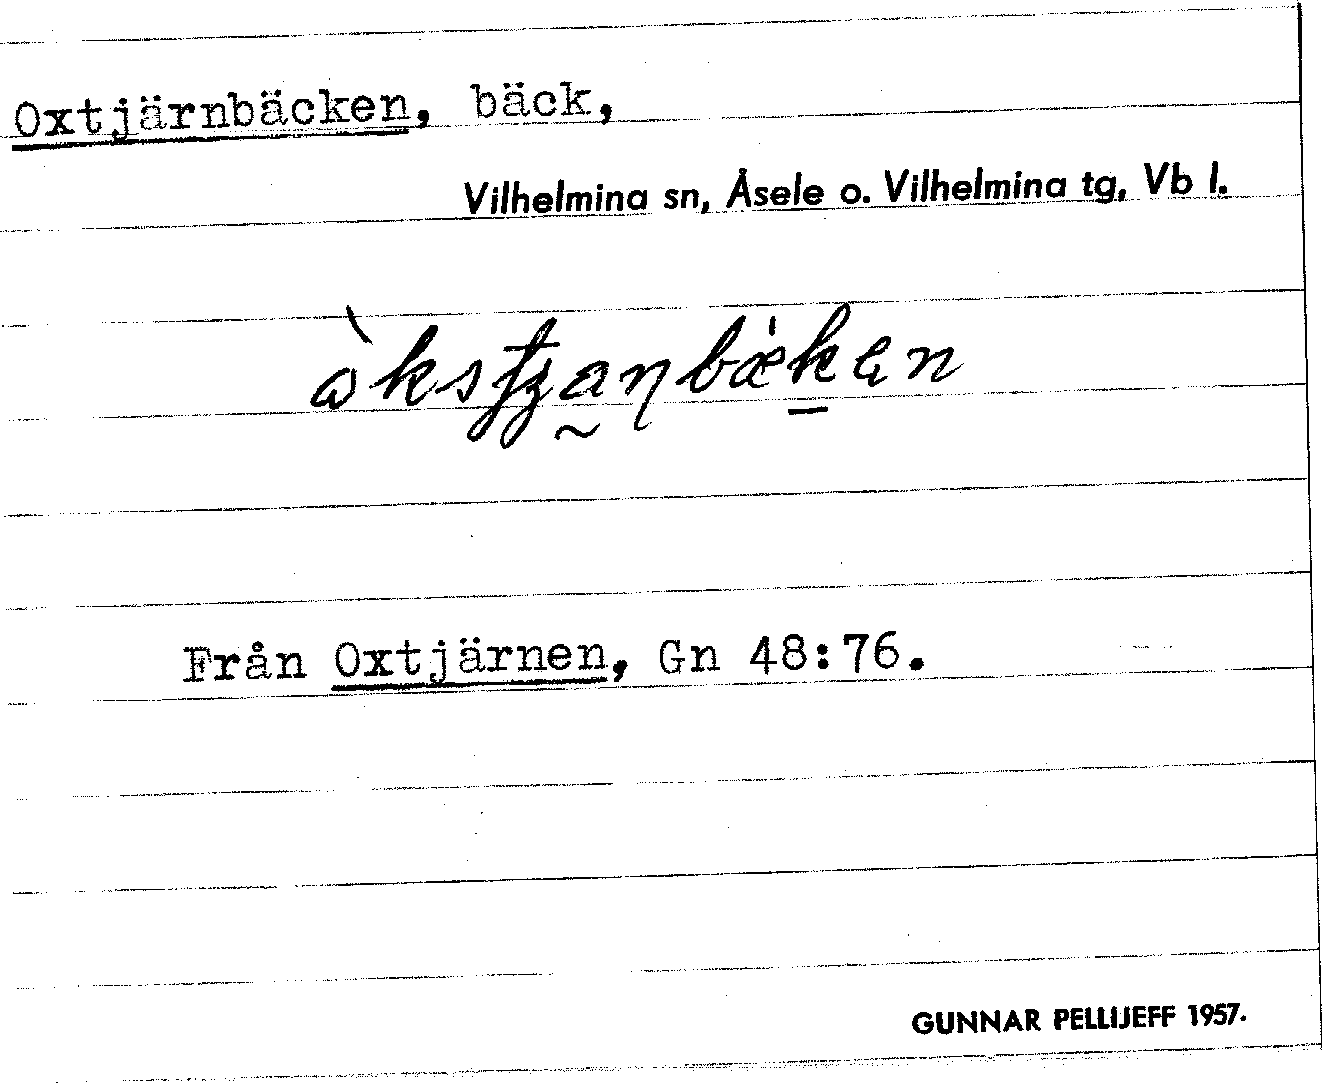 Oxtjärnbäcken, bäck,
Vilhelmina sn, Åsele o. Vilhelmina tg, Vb l.
Från Oxtjärnen, Gn 48:76.
GUNNAR PELLIJEFF 1957.